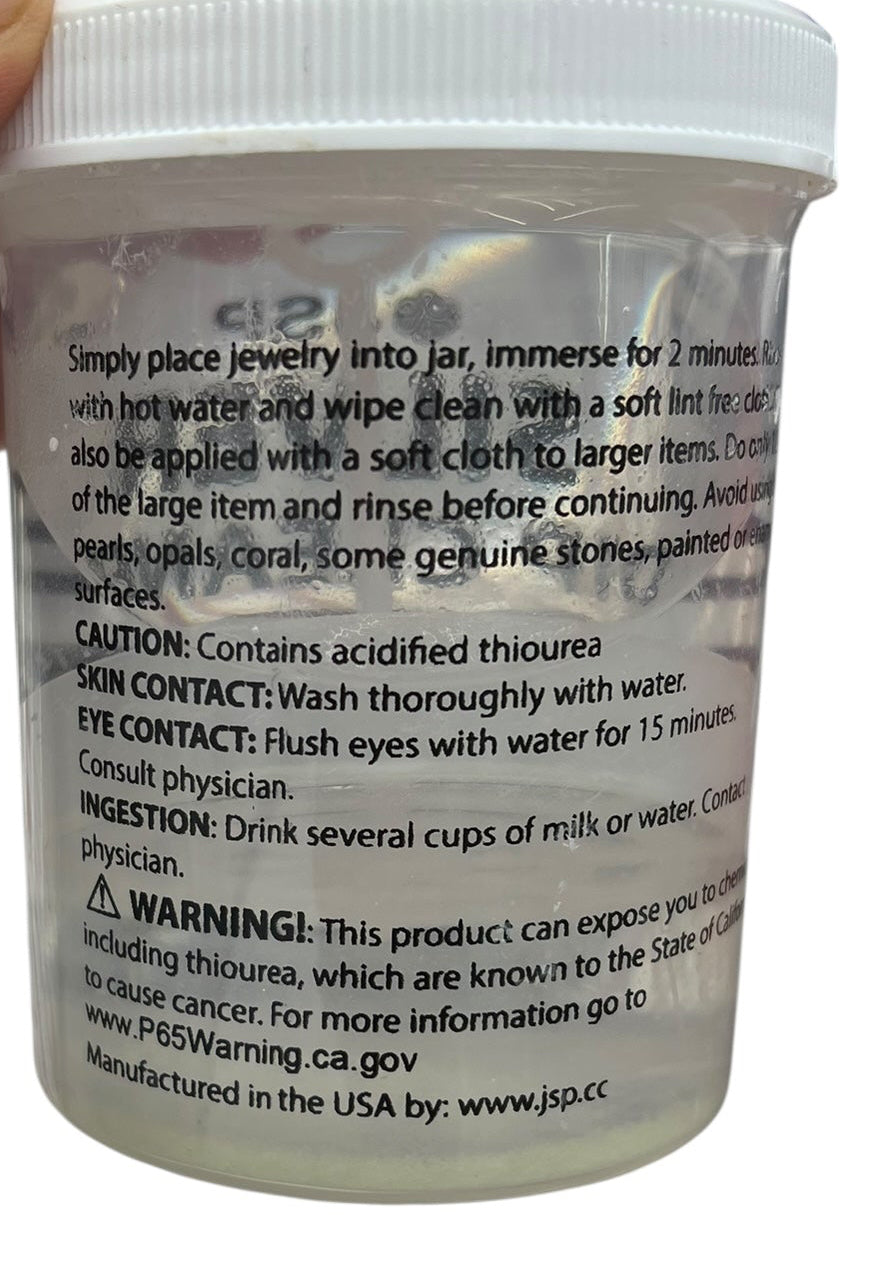 Simply place jewelry into jar, immerse for 2 minutes.
with hot water and wipe clean with a soft lint free
also be applied with a soft cloth to larger items. Do only
of the large item and rinse before continuing. Avoid using
pearls, opals, coral, some genuine stones, painted or
surfaces.
CAUTION: Contains acidified thiourea
SKIN CONTACT: Wash thoroughly with water.
EYE CONTACT: Flush eyes with water for 15 minutes.
Consult physician.
INGESTION: Drink several cups of milk or water. Contact
physician.
⚠ WARNING!: This product can expose you to
including thiourea, which are known to the State of
to cause cancer. For more information go to
www.P65Warning.ca.gov
Manufactured in the USA by: www.jsp.cc